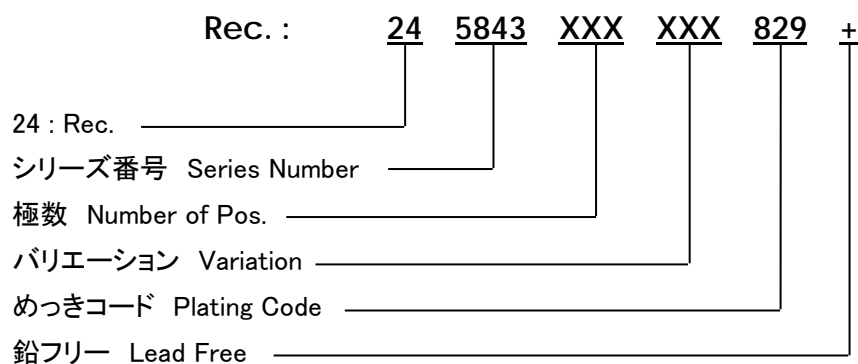 Rec. : 24 5843 XXX XXX 829 +
24 : Rec.
シリーズ番号 Series Number
極数 Number of Pos.
バリエーション Variation
めっきコード Plating Code
鉛フリー Lead Free